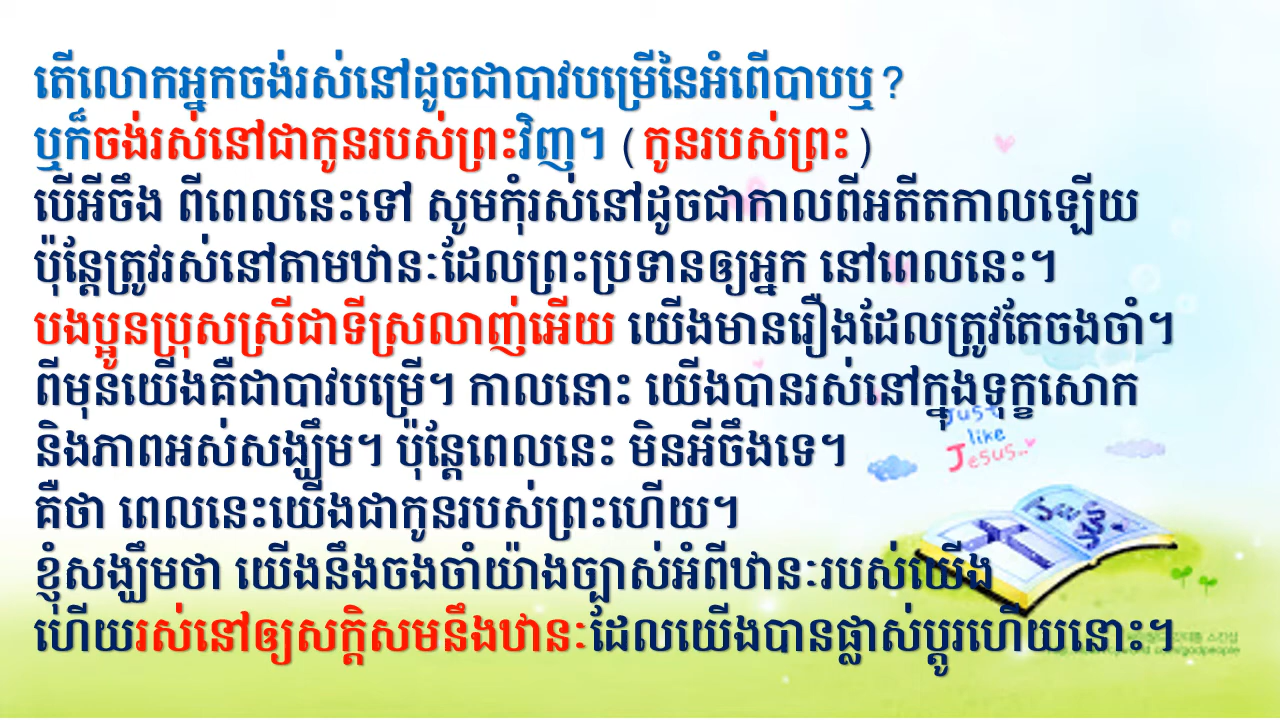 តើលោកអ្នកចង់រស់នៅដូចជាបាវបម្រើនៃអំពើបាបឬ?
ឬក៏ចង់រស់នៅជាកូនរបស់ព្រះវិញ។ (កូនរបស់ព្រះ)
បើអីចឹង ពីពេលនេះទៅ សូមកុំរស់នៅដូចជាកាលពីអតីតកាលឡើយ
ប៉ុន្តែត្រូវរស់នៅតាមឋានៈដែលព្រះប្រទានឲ្យអ្នក នៅពេលនេះ។
បងប្អូនប្រុសស្រីជាទីស្រលាញ់អើយ យើងមានរឿងដែលត្រូវតែចងចាំ។
ពីមុនយើងគឺជាបាវបម្រើ។ កាលនោះ យើងបានរស់នៅក្នុងទុក្ខសោក
និងភាពអស់សង្ឃឹម។ ប៉ុន្តែពេលនេះ មិនអីចឹងទេ។
គឺថា ពេលនេះយើងជាកូនរបស់ព្រះហើយ។
ខ្ញុំសង្ឃឹមថា យើងនឹងចងចាំយ៉ាងច្បាស់អំពីឋានៈរបស់យើង
ហើយរស់នៅឲ្យសក្តិសមនឹងឋានៈដែលយើងបានផ្លាស់ប្តូរហើយនោះ។
Just
like
Jesus..